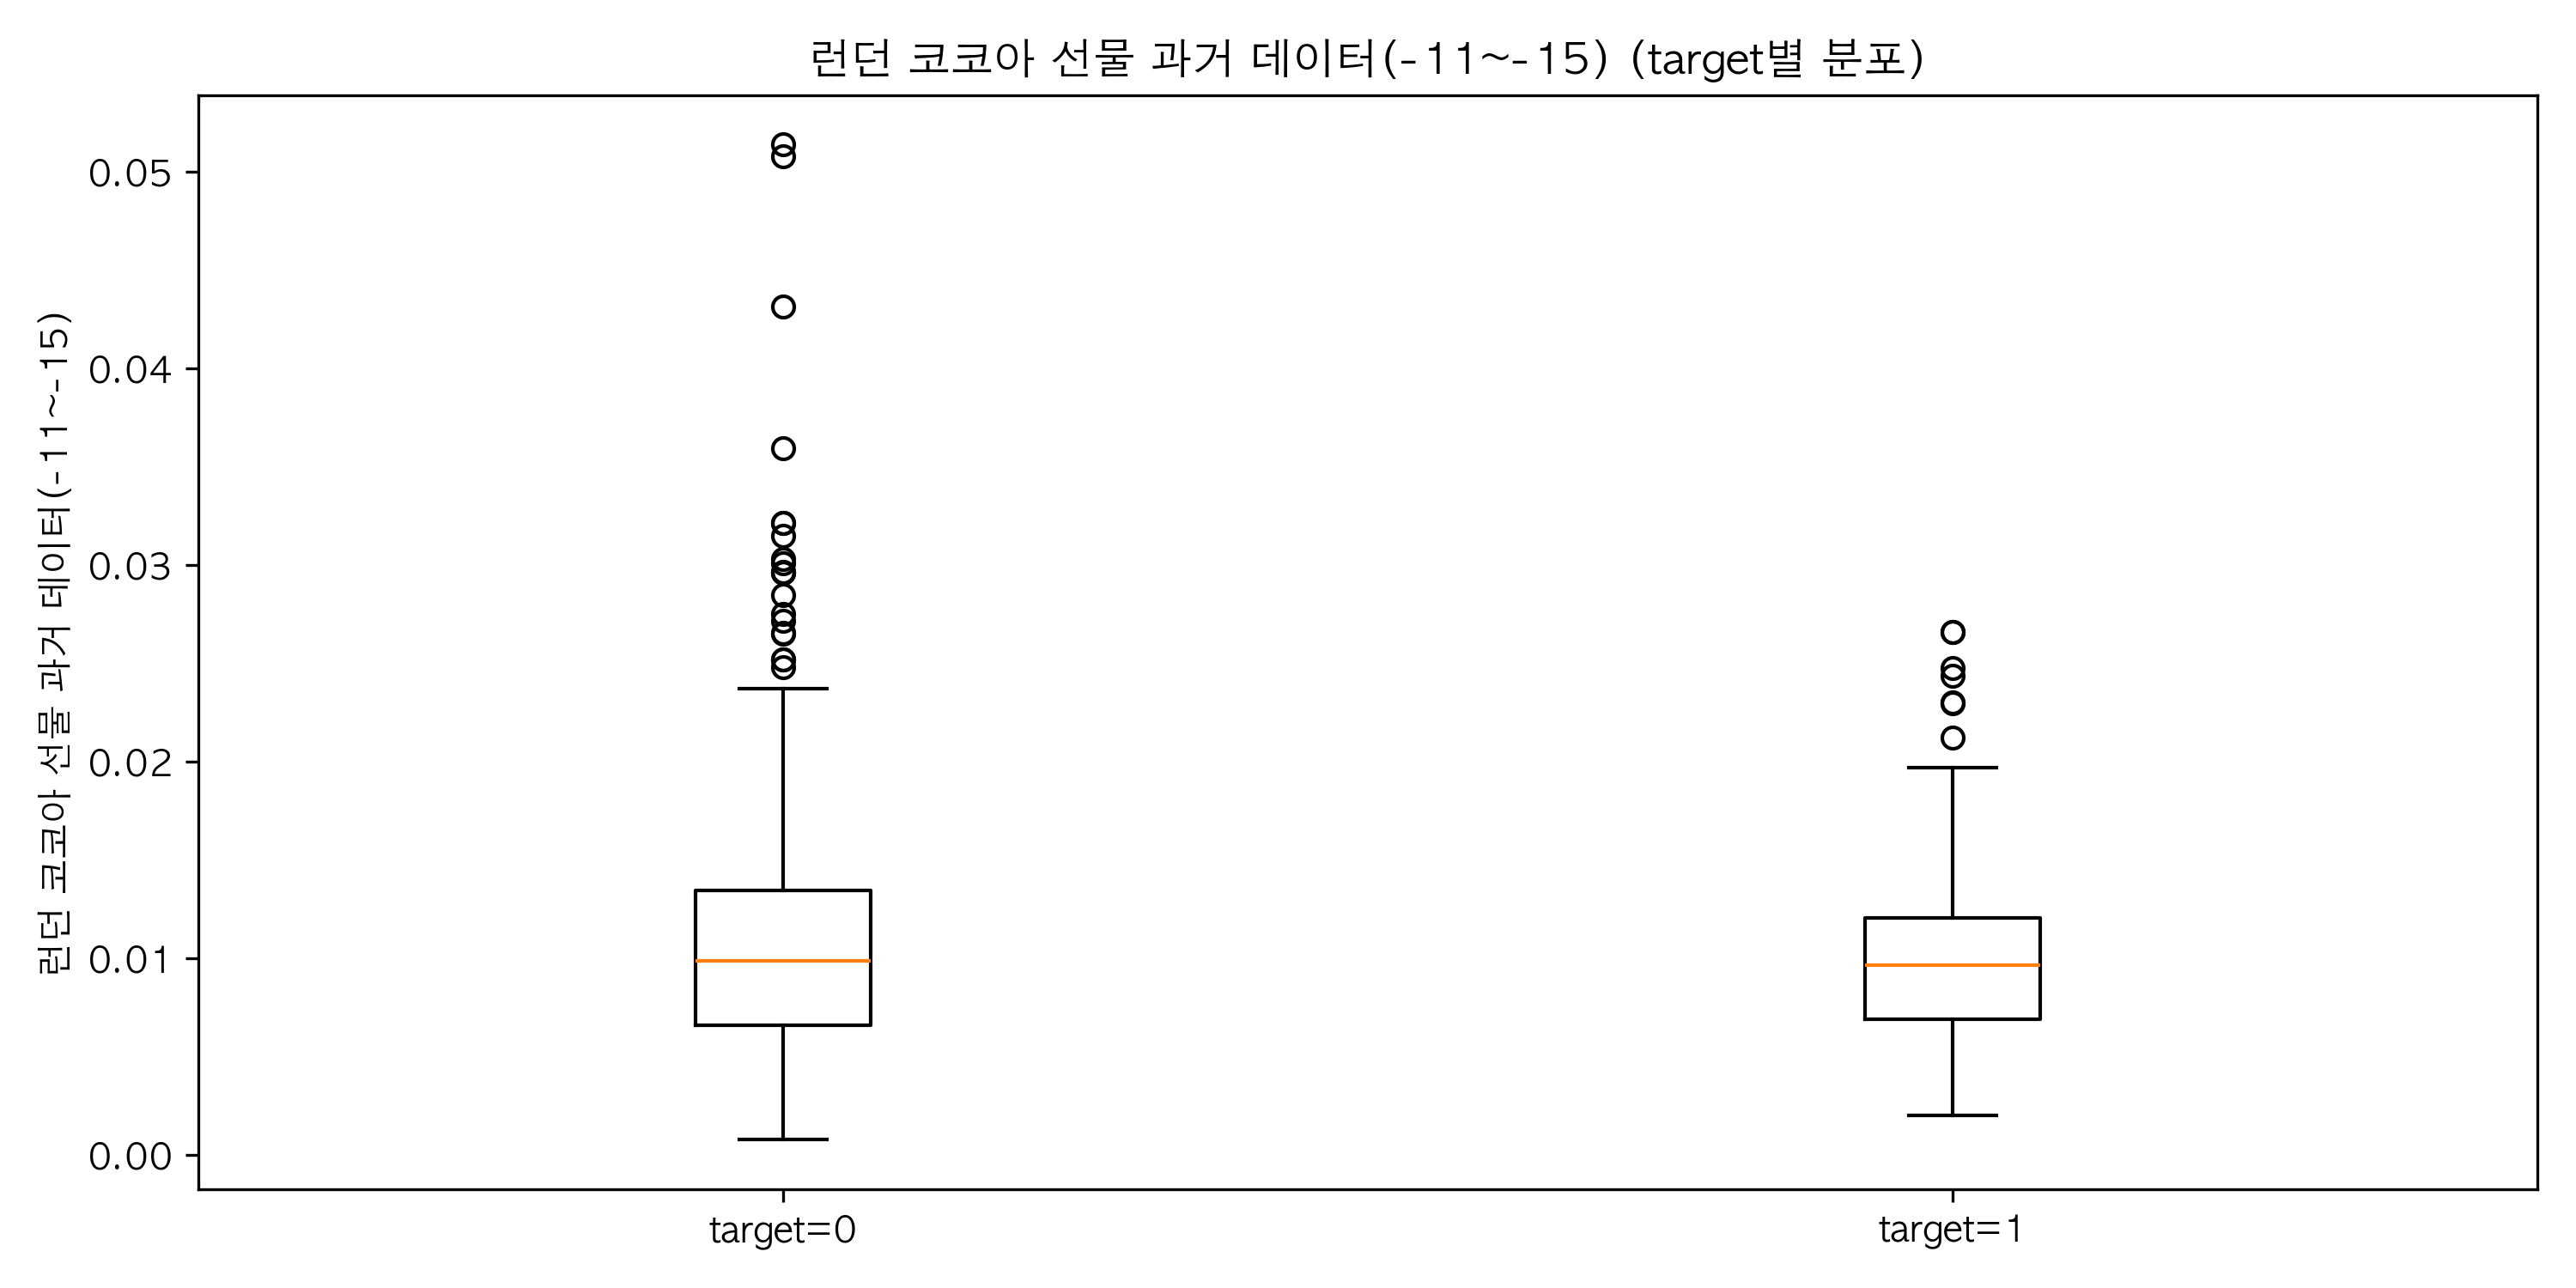 런던 코코아 선물 과거 데이터(-11~-15) (target별 분포)
런던 코코아 선물 과거 데이터(-11~-15)
0.05
0.04
0.03
0.02
0.01
0.00
target=0
target=1